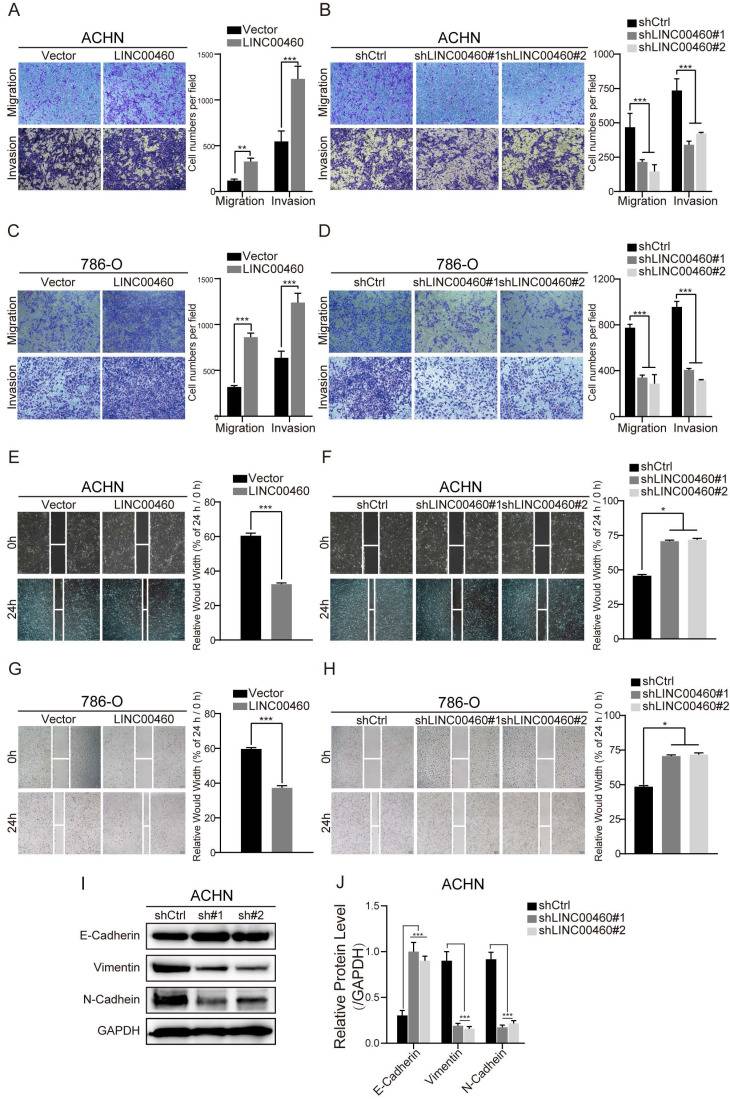 A
ACHN
Vector LINC00460
Migration
Invasion
Vector
LINC00460
Cell numbers per field
1500
1000
500
0
**
***
Migration Invasion
B
ACHN
shCtrl shLINC00460#1 shLINC00460#2
Migration
Invasion
shCtrl
shLINC00460#1
shLINC00460#2
Cell numbers per field
1000
750
500
250
0
***
***
Migration Invasion
C
786-O
Vector LINC00460
Migration
Invasion
Vector
LINC00460
Cell numbers per field
1500
1000
500
0
***
***
Migration Invasion
D
786-O
shCtrl shLINC00460#1 shLINC00460#2
Migration
Invasion
shCtrl
shLINC00460#1
shLINC00460#2
Cell numbers per field
1200
800
400
0
***
***
Migration Invasion
E
ACHN
Vector LINC00460
0h
24h
Vector
LINC00460
Relative Would Width (% of 24 h / 0 h)
80
60
40
20
0
***
F
ACHN
shCtrl shLINC00460#1 shLINC00460#2
0h
24h
shCtrl
shLINC00460#1
shLINC00460#2
Relative Would Width (% of 24 h / 0 h)
100
75
50
25
0
*
G
786-O
Vector LINC00460
0h
24h
Vector
LINC00460
Relative Would Width (% of 24 h / 0 h)
80
60
40
20
0
***
H
786-O
shCtrl shLINC00460#1 shLINC00460#2
0h
24h
shCtrl
shLINC00460#1
shLINC00460#2
Relative Would Width (% of 24 h / 0 h)
100
75
50
25
0
*
I
ACHN
shCtrl sh#1 sh#2
E-Cadherin
Vimentin
N-Cadhein
GAPDH
J
ACHN
shCtrl
shLINC00460#1
shLINC00460#2
Relative Protein Level
(/GAPDH)
1.5
1.0
0.5
0.0
***
***
***
E-Cadherin
Vimentin
N-Cadhein